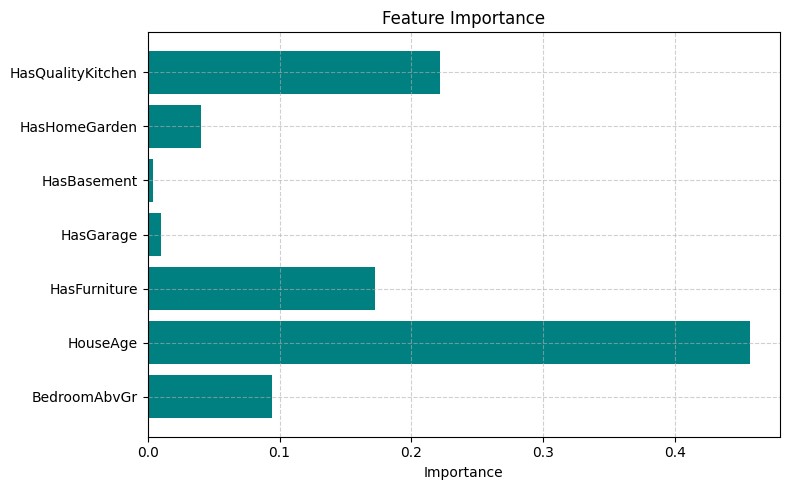 Feature Importance
HasQualityKitchen
HasHomeGarden
HasBasement
HasGarage
HasFurniture
HouseAge
BedroomAbvGr
0.0 0.1 0.2 0.3 0.4
Importance